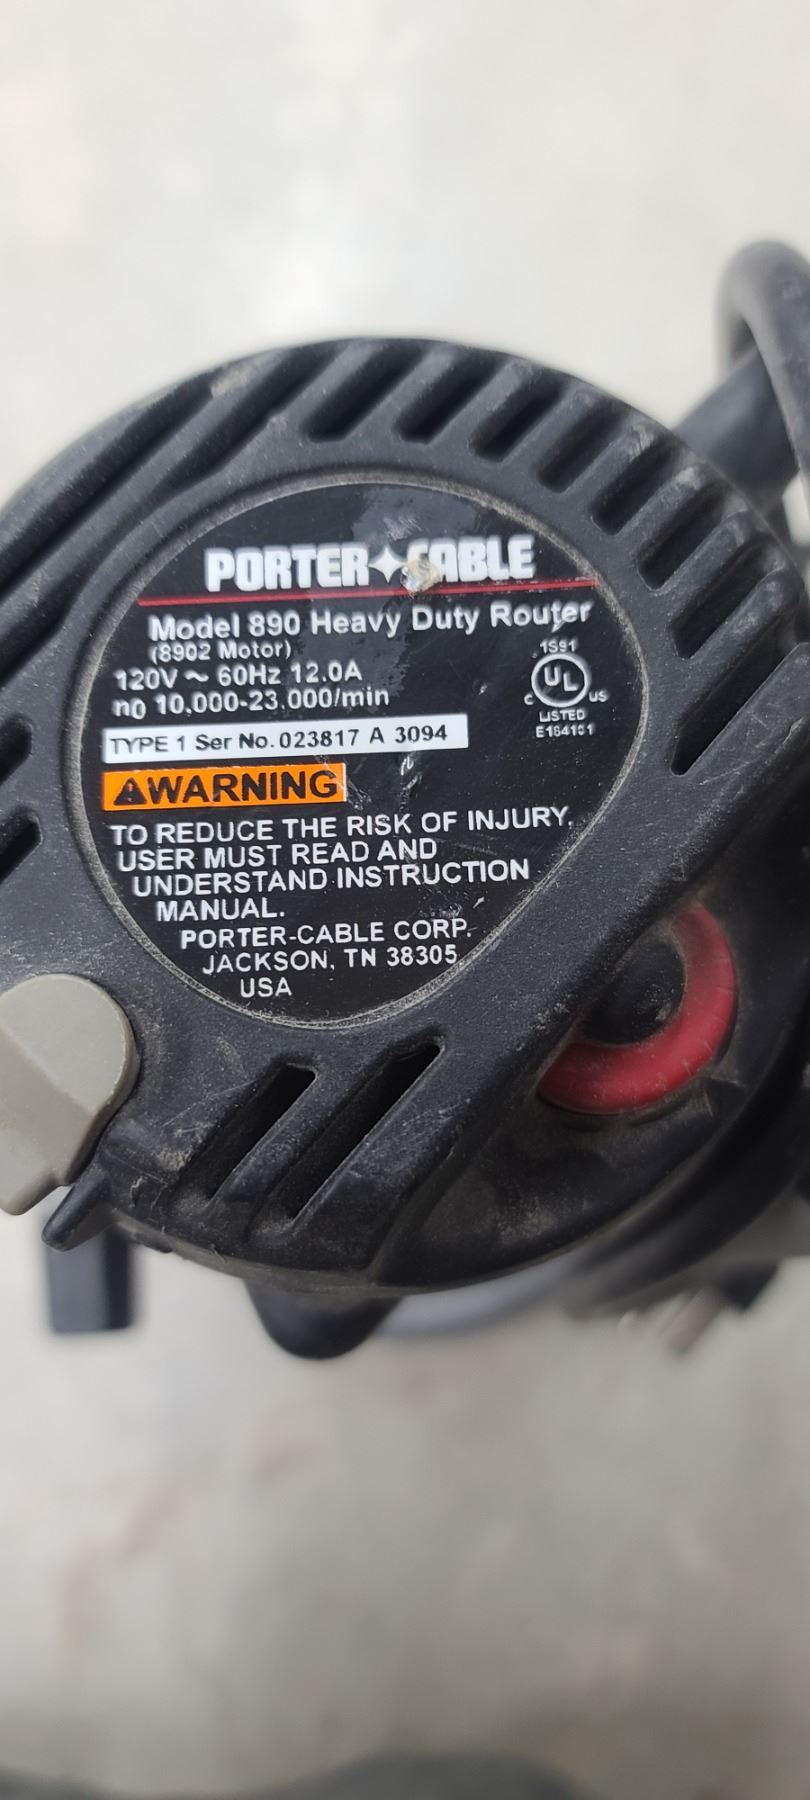 PORTER✦CABLE
Model 890 Heavy Duty Router
(8902 Motor)
120V ~ 60Hz 12.0A
n0 10,000-23,000/min
1S91
UL
C US
LISTED
E184101
TYPE 1 Ser No. 023817 A 3094
⚠WARNING
TO REDUCE THE RISK OF INJURY.
USER MUST READ AND
UNDERSTAND INSTRUCTION
MANUAL.
PORTER-CABLE CORP.
JACKSON, TN 38305
USA